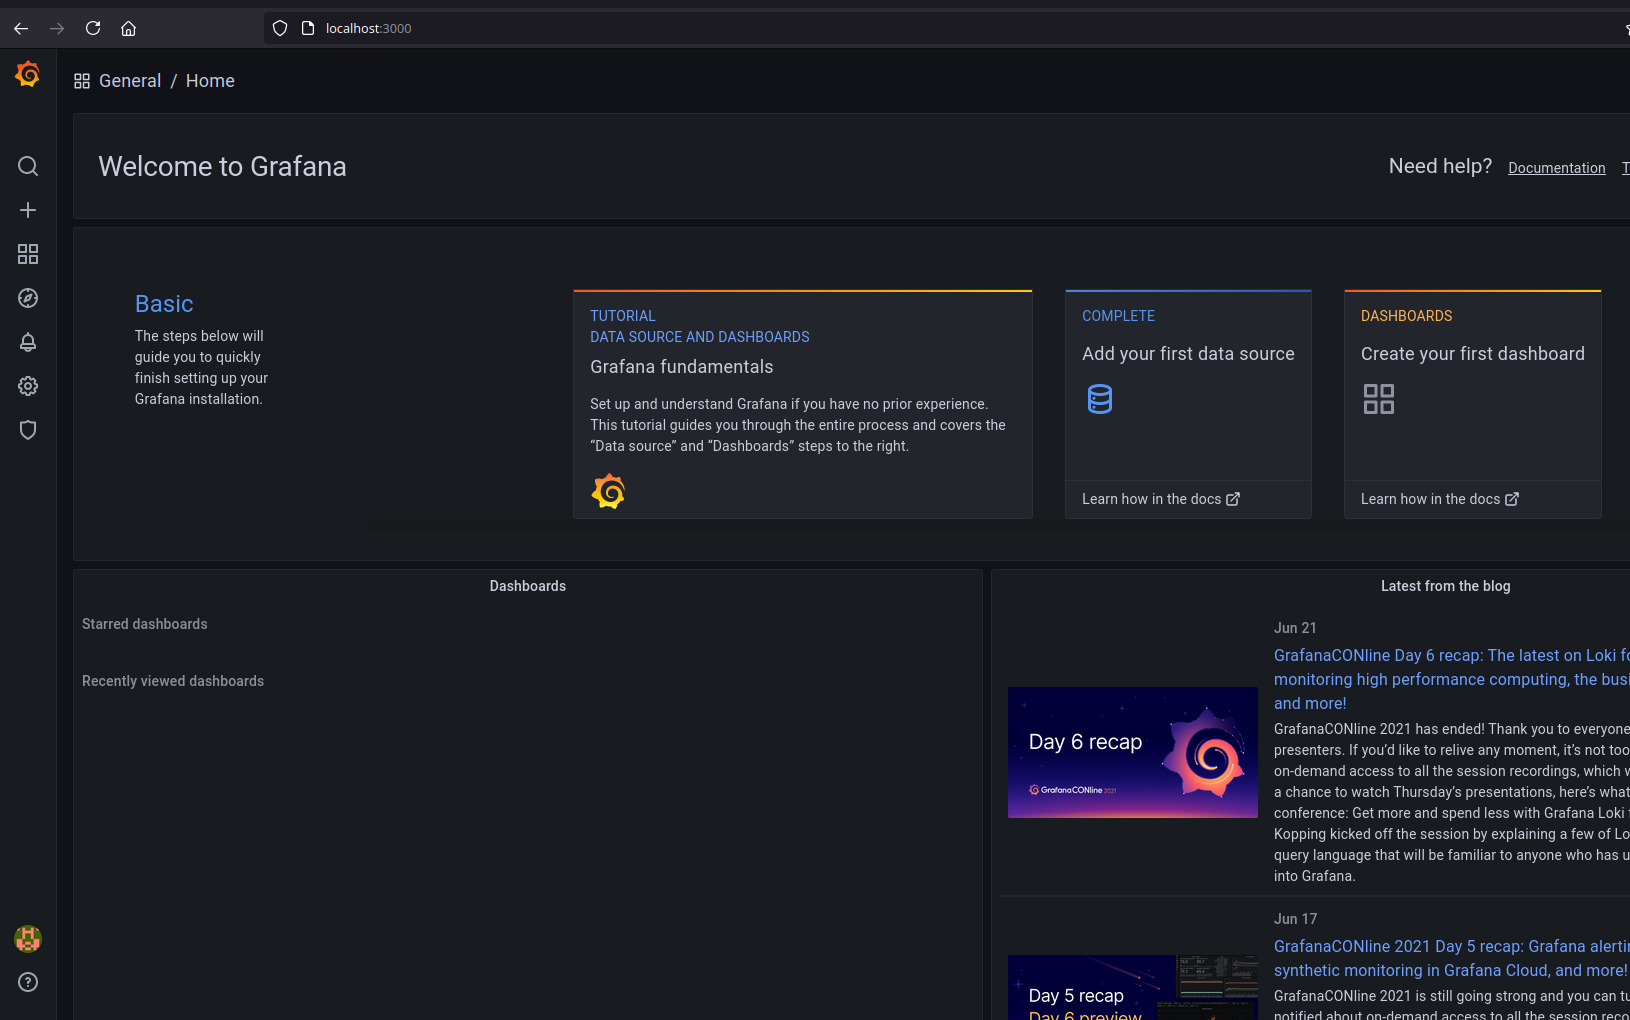 localhost:3000
General / Home
Welcome to Grafana
Need help? Documentation
Basic
The steps below will
guide you to quickly
finish setting up your
Grafana installation.
TUTORIAL
DATA SOURCE AND DASHBOARDS
Grafana fundamentals
Set up and understand Grafana if you have no prior experience.
This tutorial guides you through the entire process and covers the
“Data source” and “Dashboards” steps to the right.
COMPLETE
Add your first data source
Learn how in the docs
DASHBOARDS
Create your first dashboard
Learn how in the docs
Dashboards
Starred dashboards
Recently viewed dashboards
Latest from the blog
Day 6 recap
GrafanaCONline 2021
Jun 21
GrafanaCONline Day 6 recap: The latest on Loki
monitoring high performance computing, the
and more!
GrafanaCONline 2021 has ended! Thank you to everyone
presenters. If you’d like to relive any moment, it’s not too
on-demand access to all the session recordings, which
a chance to watch Thursday’s presentations, here’s what
conference: Get more and spend less with Grafana Loki
Kopping kicked off the session by explaining a few of
query language that will be familiar to anyone who has
into Grafana.
Day 5 recap
Day 6 preview
Jun 17
GrafanaCONline 2021 Day 5 recap: Grafana
synthetic monitoring in Grafana Cloud, and more!
GrafanaCONline 2021 is still going strong and you can
notified about on-demand access to all the session